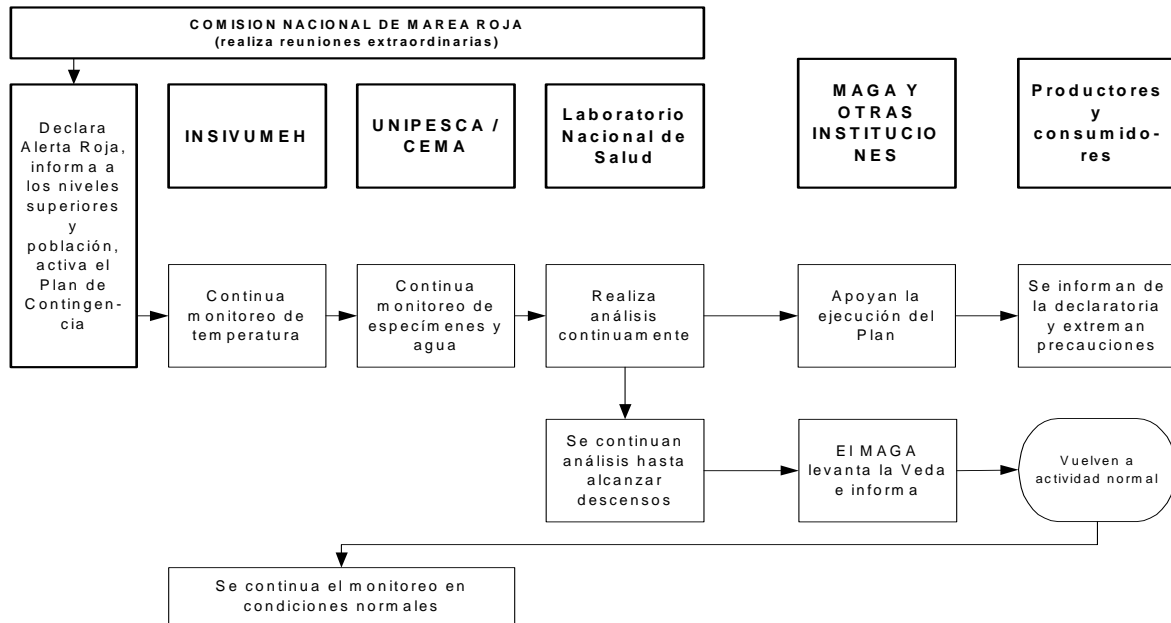 COMISION NACIONAL DE MAREA ROJA
(realiza reuniones extraordinarias)
Declara
Alerta Roja,
informa a
los niveles
superiores
y
población,
activa el
Plan de
Contingen-
cia
INSIVUMEH
UNIPESCA /
CEMA
Laboratorio
Nacional de
Salud
MAGA Y
OTRAS
INSTITUCIO
NES
Productores
y
consumido-
res
Continua
monitoreo de
temperatura
Continua
monitoreo de
especímenes y
agua
Realiza
análisis
continuamente
Apoyan la
ejecución del
Plan
Se informan de
la declaratoria
y extreman
precauciones
Se continuan
análisis hasta
alcanzar
descensos
El MAGA
levanta la Veda
e informa
Vuelven a
actividad normal
Se continua el monitoreo en
condiciones normales